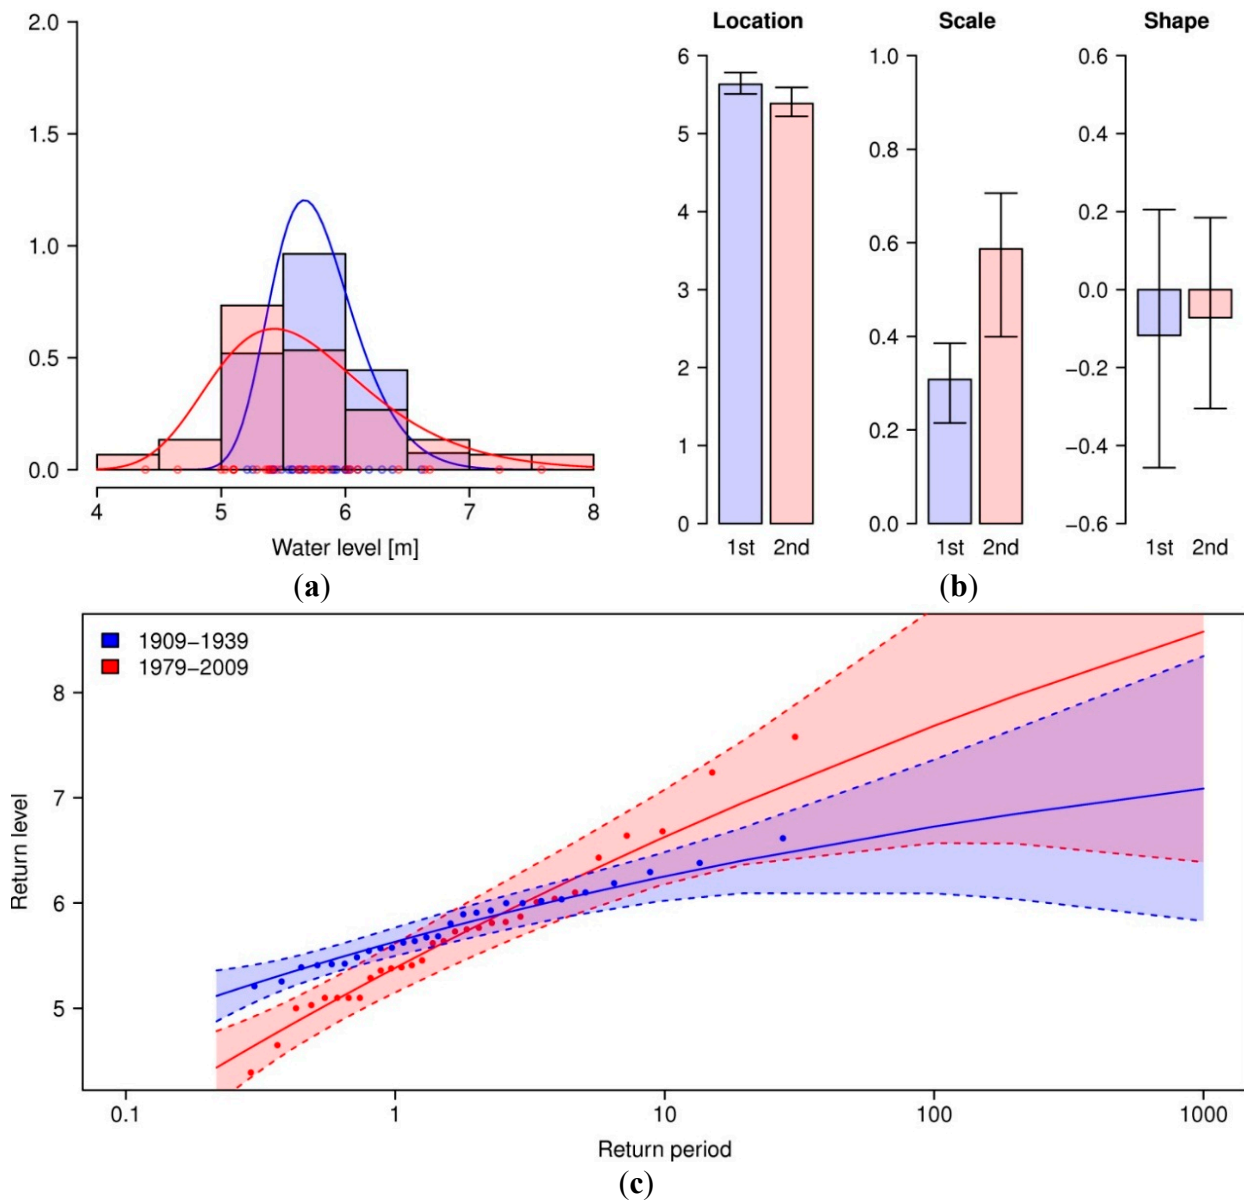 Location Scale Shape
2.0
1.5
1.0
0.5
0.0
4 5 6 7 8
Water level [m]
(a)
6
5
4
3
2
1
0
1st 2nd
1.0
0.8
0.6
0.4
0.2
0.0
1st 2nd
0.6
0.4
0.2
0.0
−0.2
−0.4
−0.6
1st 2nd
(b)
1909−1939
1979−2009
Return level
8
7
6
5
0.1 1 10 100 1000
Return period
(c)